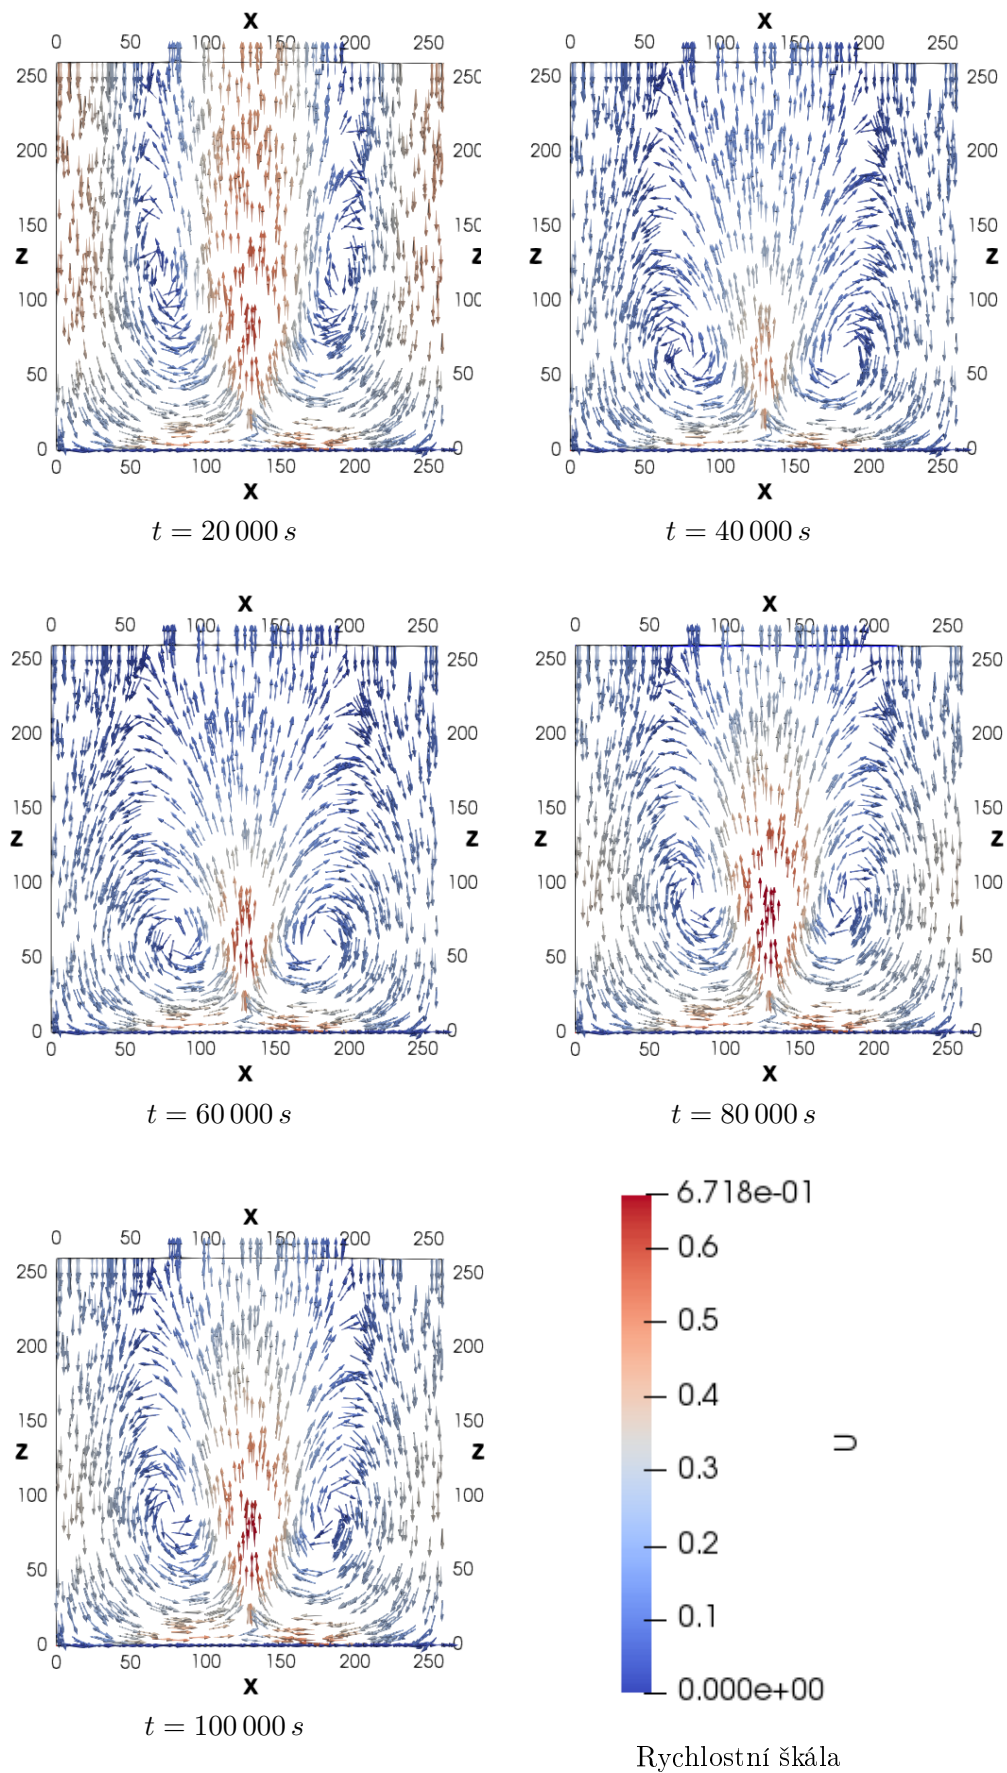 X
0 50 100 150 200 250
250 250
200 200
150 150
Z Z
100 100
50 50
0 0
0 50 100 150 200 250
X
t = 20 000 s
X
0 50 100 150 200 250
250 250
200 200
150 150
Z Z
100 100
50 50
0 0
0 50 100 150 200 250
X
t = 40 000 s
X
0 50 100 150 200 250
250 250
200 200
150 150
Z Z
100 100
50 50
0 0
0 50 100 150 200 250
X
t = 60 000 s
X
0 50 100 150 200 250
250 250
200 200
150 150
Z Z
100 100
50 50
0 0
0 50 100 150 200 250
X
t = 80 000 s
X
0 50 100 150 200 250
250 250
200 200
150 150
Z Z
100 100
50 50
0 0
0 50 100 150 200 250
X
t = 100 000 s
6.718e-01
0.6
0.5
0.4
0.3
U
0.2
0.1
0.000e+00
Rychlostní škála